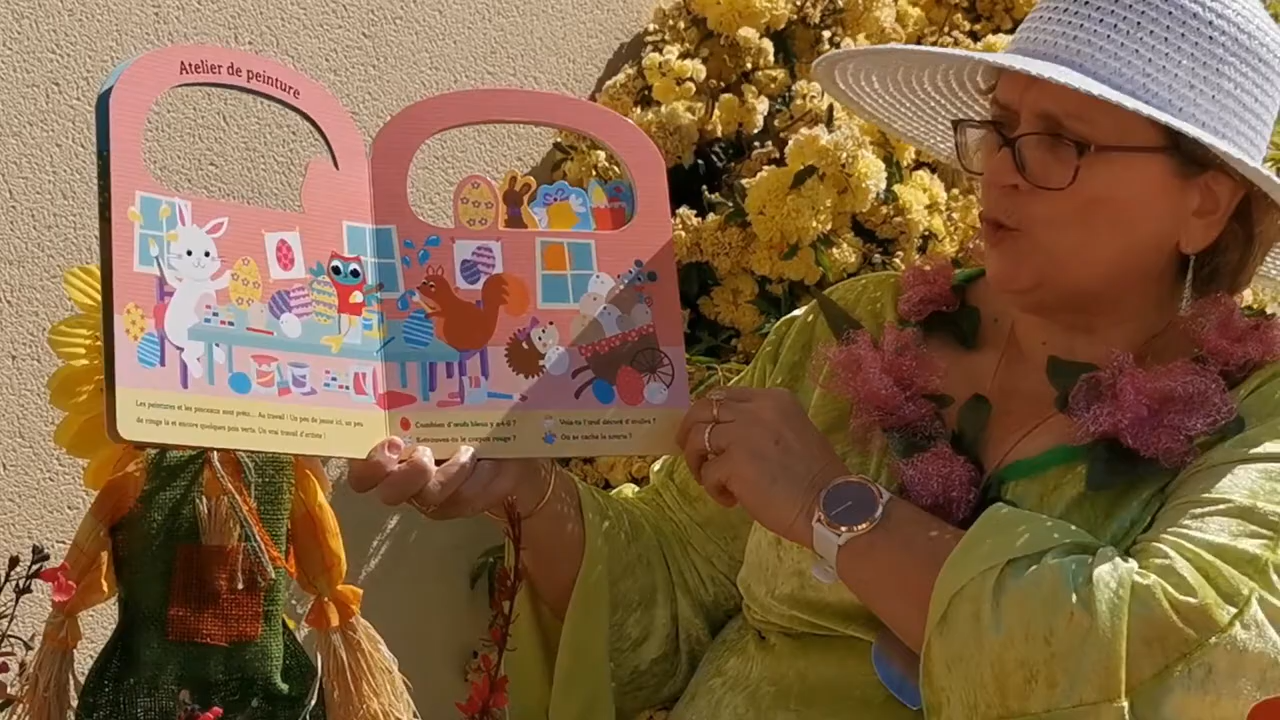 Atelier de peinture
Les peintures et les pinceaux sont prêts... Au travail ! Un peu de jaune ici, un peu
de rouge là et encore quelques pois verts. Un vrai travail d'artiste !
Combien d'œufs bleus y a-t-il ?
Retrouves-tu le crayon rouge ?
Vois-tu l'œuf décoré d'étoiles ?
Où se cache la souris ?